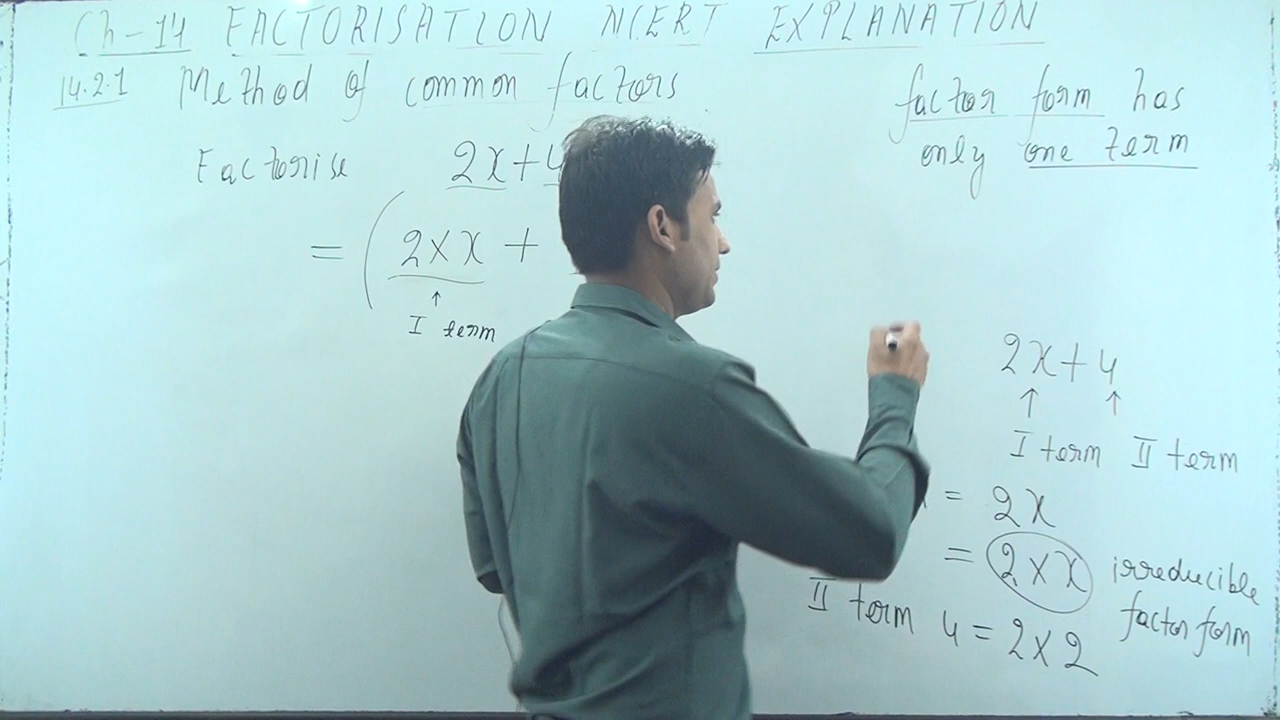 Ch-14 FACTORISATION NCERT EXPLANATION
14.2.1 Method of common factors
factor form has
only one term
Factorise 2x+4
= ( 2×x +
↑
I term
2x+4
↑ ↑
I term II term
= 2x
= 2×x irreducible
factor form
II term 4 = 2×2